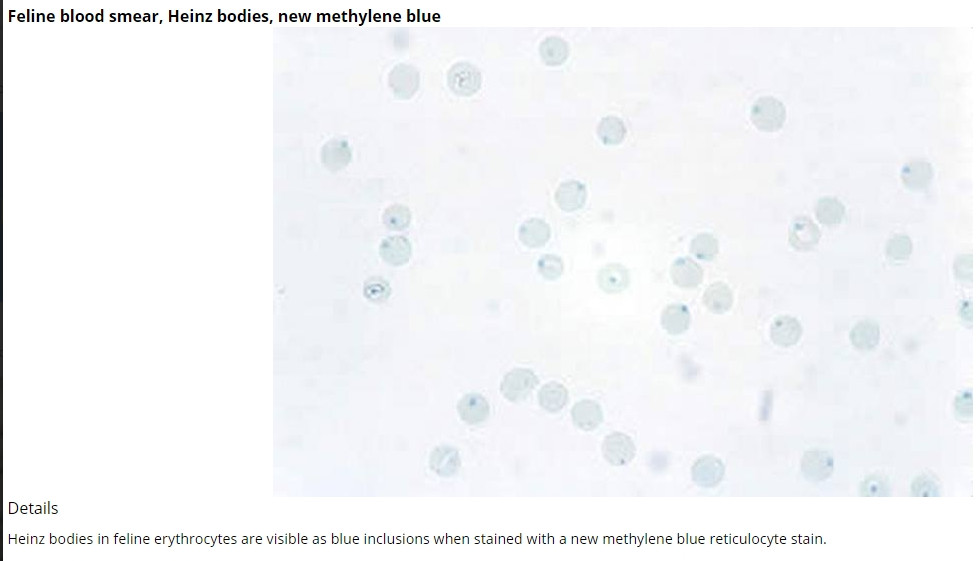 Feline blood smear, Heinz bodies, new methylene blue
Details
Heinz bodies in feline erythrocytes are visible as blue inclusions when stained with a new methylene blue reticulocyte stain.